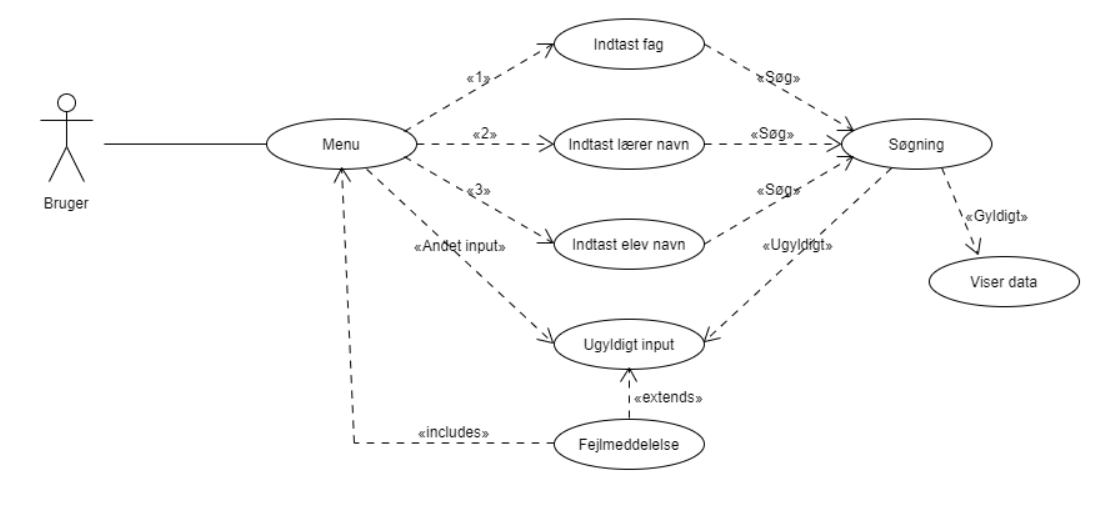 Indtast fag
«1»
«Søg»
Bruger
Menu
«2»
Indtast lærer navn
«Søg»
Søgning
«3»
«Søg»
Indtast elev navn
«Andet input»
«Ugyldigt»
«Gyldigt»
Viser data
Ugyldigt input
«extends»
«includes»
Fejlmeddelelse